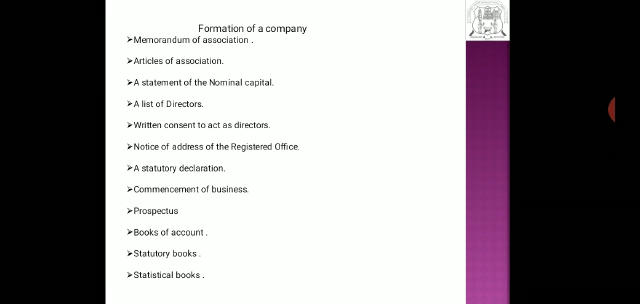 Formation of a company
➢Memorandum of association .
➢Articles of association.
➢A statement of the Nominal capital.
➢A list of Directors.
➢Written consent to act as directors.
➢Notice of address of the Registered Office.
➢A statutory declaration.
➢Commencement of business.
➢Prospectus
➢Books of account .
➢Statutory books .
➢Statistical books .